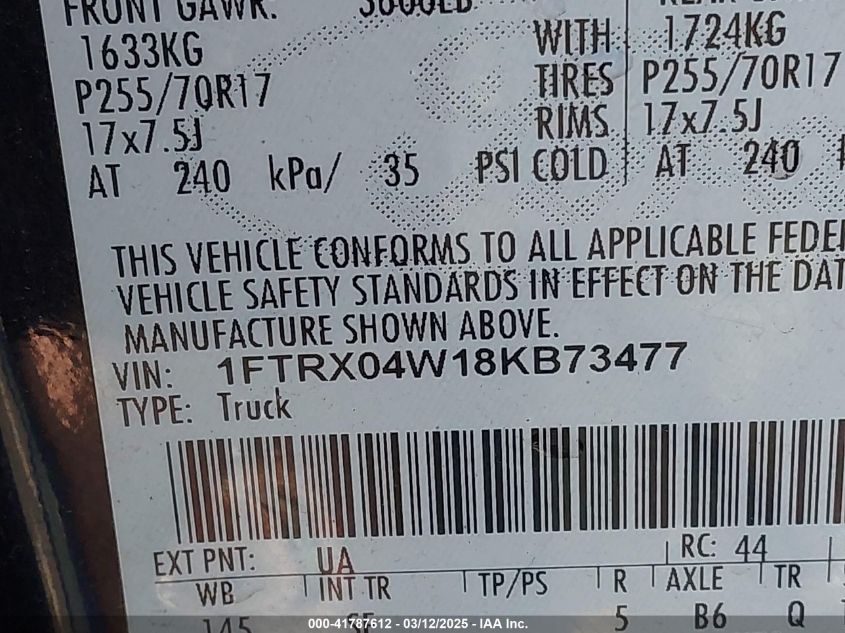 FRONT GAWR: 3600LB
1633KG WITH 1724KG
P255/70R17 TIRES P255/70R17
17x7.5J RIMS 17x7.5J
AT 240 kPa/ 35 PSI COLD AT 240
THIS VEHICLE CONFORMS TO ALL APPLICABLE FEDE
VEHICLE SAFETY STANDARDS IN EFFECT ON THE DAT
MANUFACTURE SHOWN ABOVE.
VIN: 1FTRX04W18KB73477
TYPE: Truck
EXT PNT: UA RC: 44
WB INT TR TP/PS R AXLE TR
145 5 B6 Q
000-41787612 - 03/12/2025 - IAA Inc.